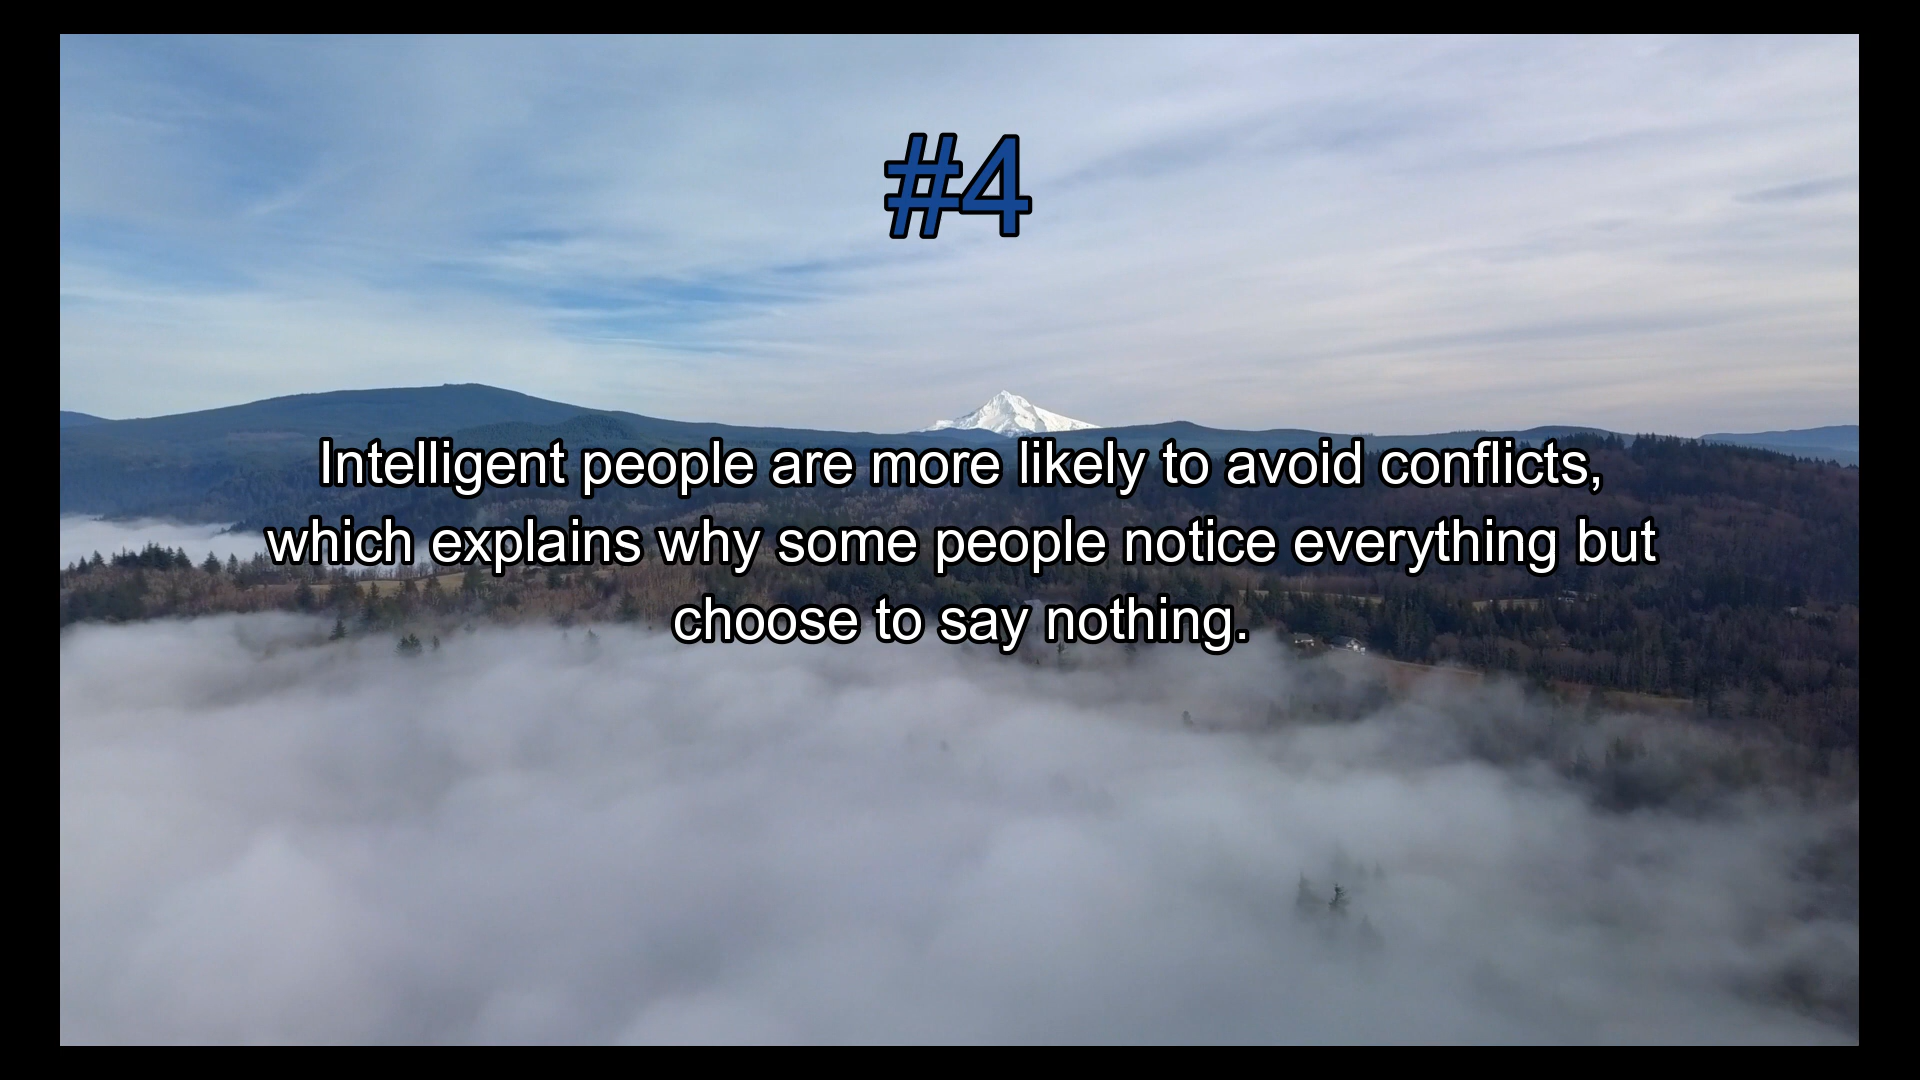 #4
Intelligent people are more likely to avoid conflicts,
which explains why some people notice everything but
choose to say nothing.